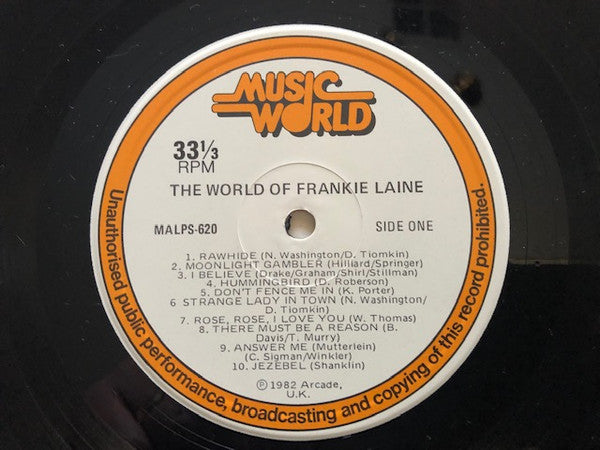 MUSIC
WORLD
33 1/3
RPM
THE WORLD OF FRANKIE LAINE
MALPS-620
SIDE ONE
1. RAWHIDE (N. Washington/D. Tiomkin)
2. MOONLIGHT GAMBLER (Hilliard/Springer)
3. I BELIEVE (Drake/Graham/Shirl/Stillman)
4. HUMMINGBIRD (D. Roberson)
5. DON'T FENCE ME IN (K. Porter)
6 STRANGE LADY IN TOWN (N. Washington/
D. Tiomkin)
7. ROSE, ROSE, I LOVE YOU (W. Thomas)
8. THERE MUST BE A REASON (B.
Davis/T. Murry)
9. ANSWER ME (Mutterlein)
(C. Sigman/Winkler)
10. JEZEBEL (Shanklin)
℗ 1982 Arcade,
U.K.
Unauthorised public performance, broadcasting and copying of this record prohibited.